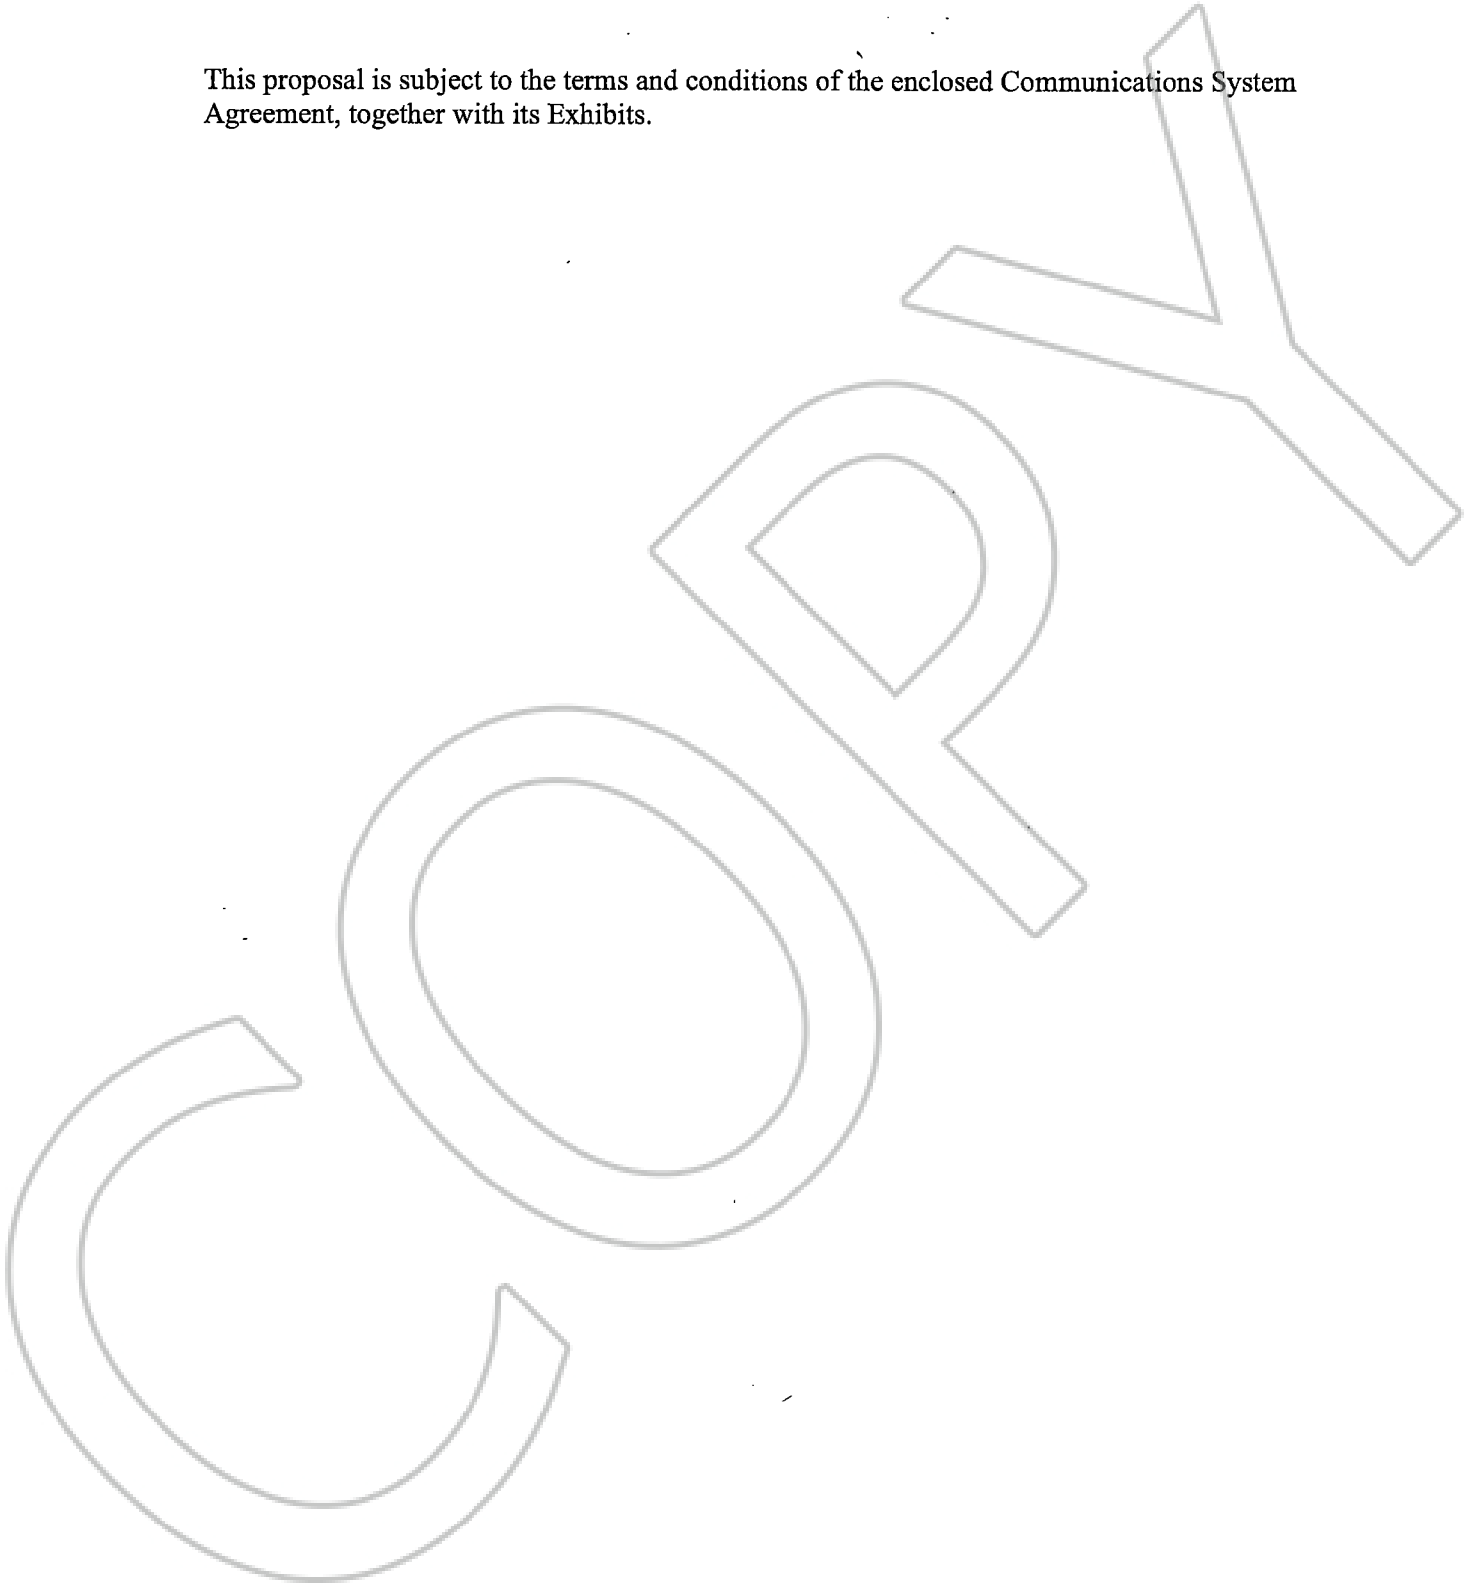 This proposal is subject to the terms and conditions of the enclosed Communications System
Agreement, together with its Exhibits.
COPY